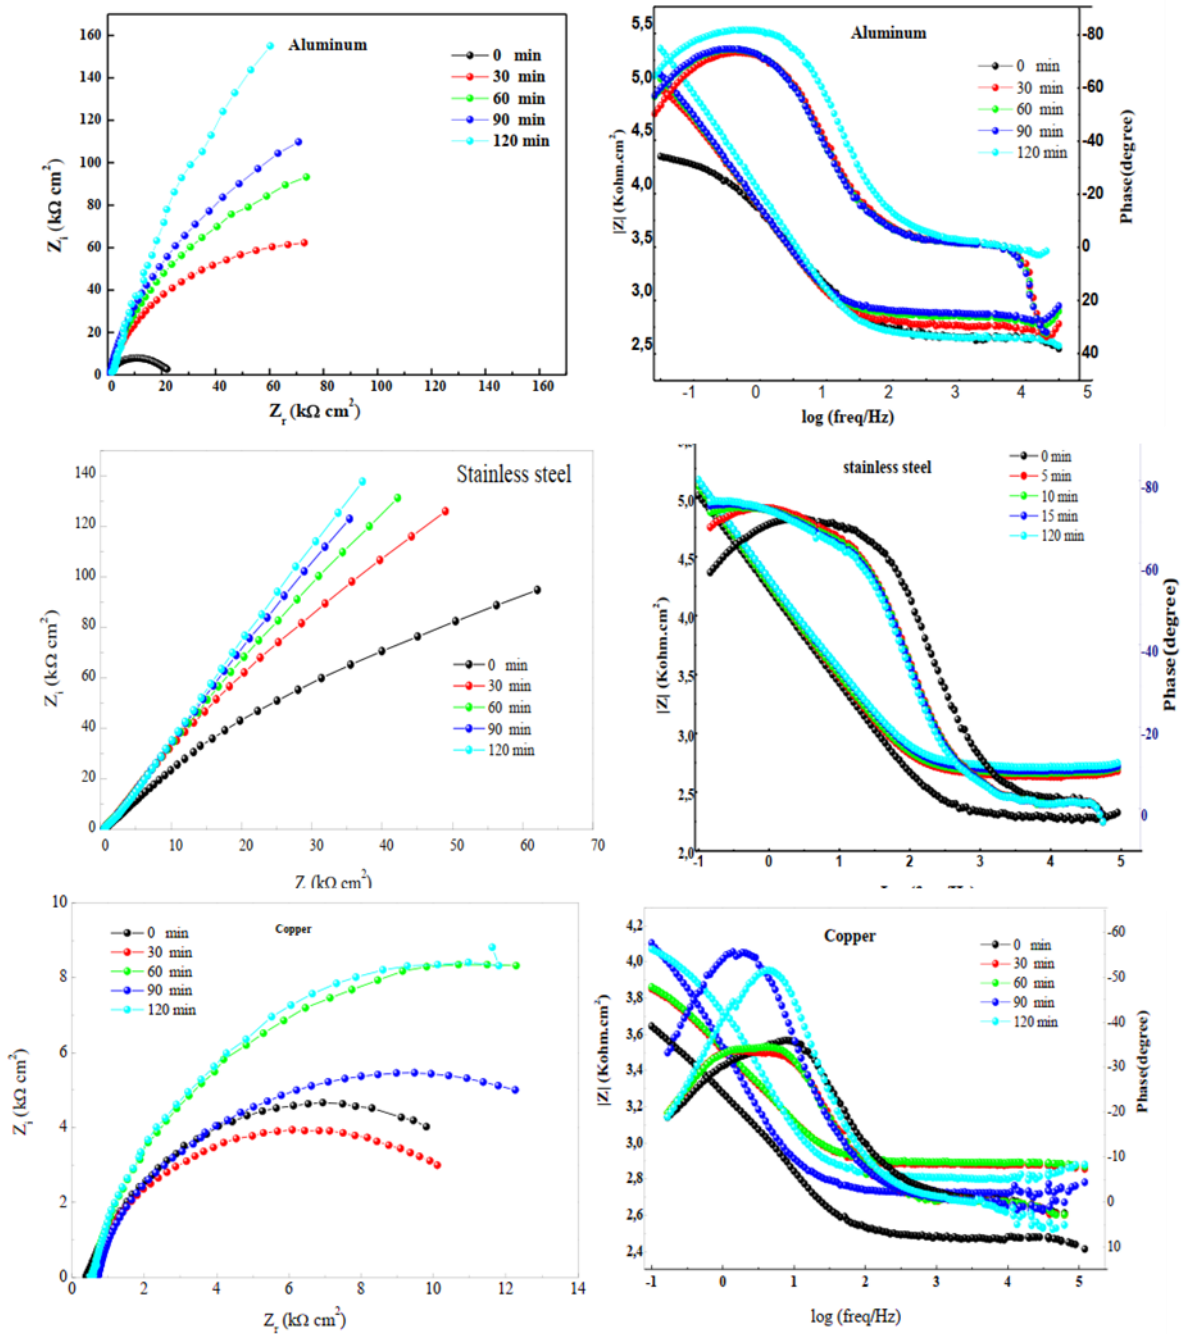 Aluminum
0 min
30 min
60 min
90 min
120 min
160
140
120
100
80
60
40
20
0
Z_i (kΩ cm²)
0 20 40 60 80 100 120 140 160
Z_r (kΩ cm²)
Aluminum
0 min
30 min
60 min
90 min
120 min
5,5
5,0
4,5
4,0
3,5
3,0
2,5
|Z| (Kohm.cm²)
-80
-60
-40
-20
0
20
40
Phase(degree)
-1 0 1 2 3 4 5
log (freq/Hz)
Stainless steel
0 min
30 min
60 min
90 min
120 min
140
120
100
80
60
40
20
0
Z_i (kΩ cm²)
0 10 20 30 40 50 60 70
Z (kΩ cm²)
stainless steel
0 min
5 min
10 min
15 min
120 min
5,0
4,5
4,0
3,5
3,0
2,5
2,0
|Z| (Kohm.cm²)
-80
-60
-40
-20
0
Phase(degree)
-1 0 1 2 3 4 5
Copper
0 min
30 min
60 min
90 min
120 min
10
8
6
4
2
0
Z_i (kΩ cm²)
0 2 4 6 8 10 12 14
Z_r (kΩ cm²)
Copper
0 min
30 min
60 min
90 min
120 min
4,2
4,0
3,8
3,6
3,4
3,2
3,0
2,8
2,6
2,4
|Z| (Kohm.cm²)
-60
-50
-40
-30
-20
-10
0
10
Phase(degree)
-1 0 1 2 3 4 5
log (freq/Hz)